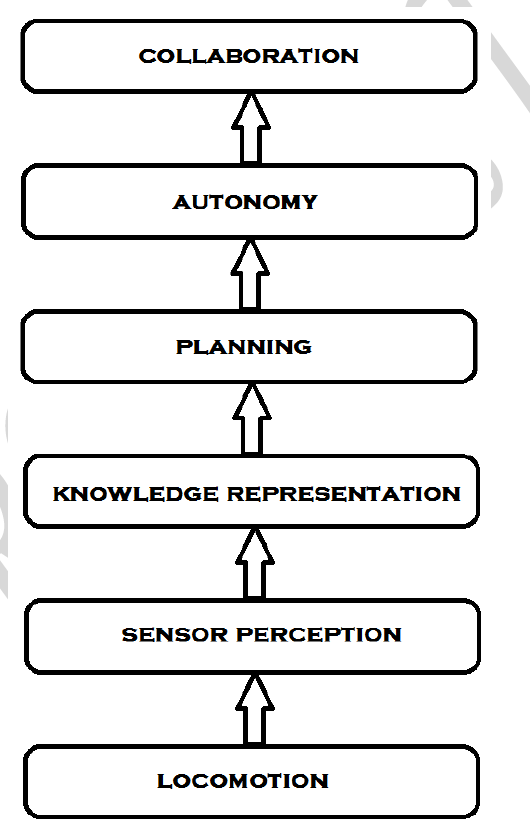 COLLABORATION
AUTONOMY
PLANNING
KNOWLEDGE REPRESENTATION
SENSOR PERCEPTION
LOCOMOTION